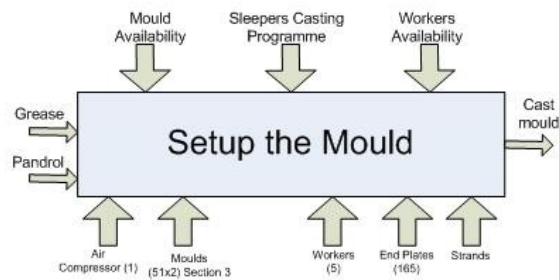 Mould
Availability
Sleepers Casting
Programme
Workers
Availability
Grease
Pandrol
Setup the Mould
Cast
mould
Air
Compressor (1)
Moulds
(51x2) Section 3
Workers
(5)
End Plates
(165)
Strands